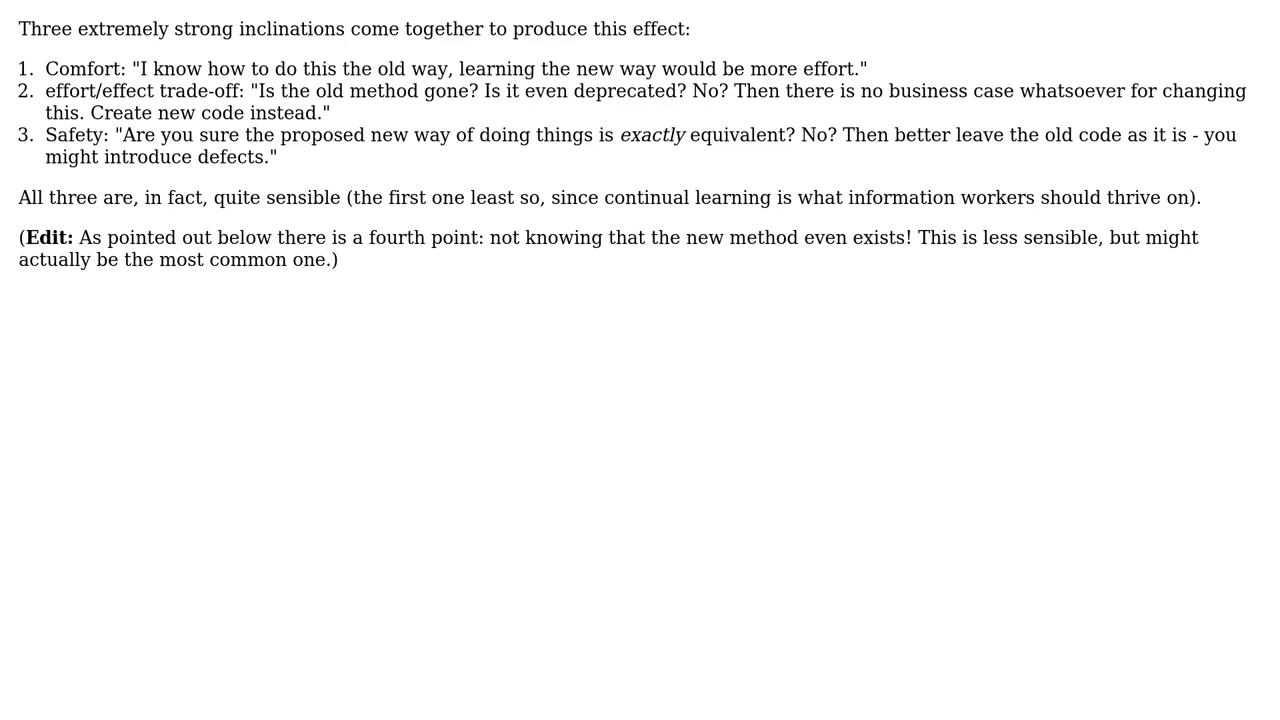 Three extremely strong inclinations come together to produce this effect:
1. Comfort: "I know how to do this the old way, learning the new way would be more effort."
2. effort/effect trade-off: "Is the old method gone? Is it even deprecated? No? Then there is no business case whatsoever for changing
this. Create new code instead."
3. Safety: "Are you sure the proposed new way of doing things is exactly equivalent? No? Then better leave the old code as it is - you
might introduce defects."
All three are, in fact, quite sensible (the first one least so, since continual learning is what information workers should thrive on).
(Edit: As pointed out below there is a fourth point: not knowing that the new method even exists! This is less sensible, but might
actually be the most common one.)